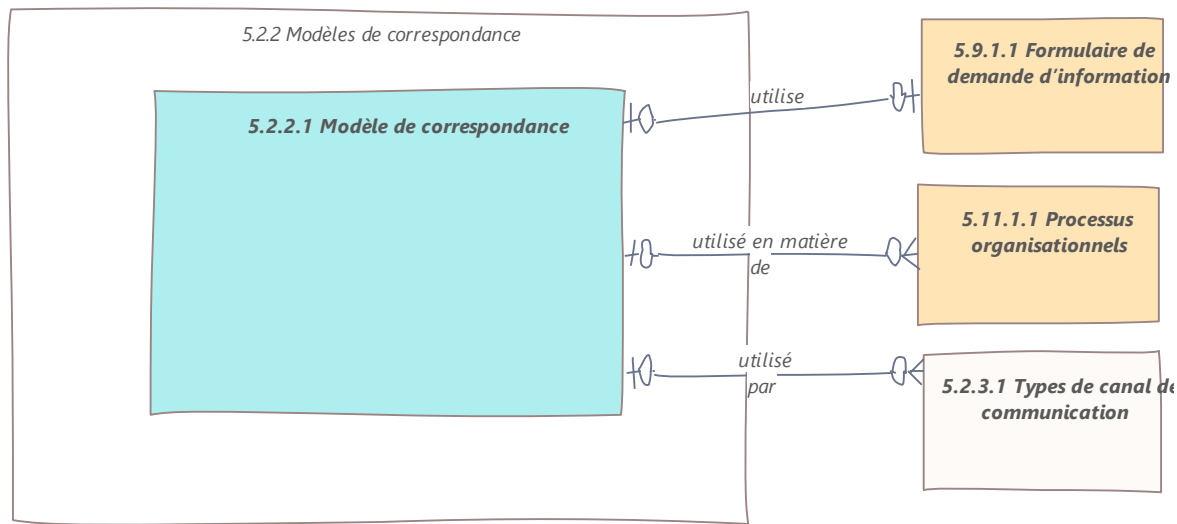 5.2.2 Modèles de correspondance
5.2.2.1 Modèle de correspondance
utilise
5.9.1.1 Formulaire de
demande d'information
utilisé en matière
de
5.11.1.1 Processus
organisationnels
utilisé
par
5.2.3.1 Types de canal de
communication